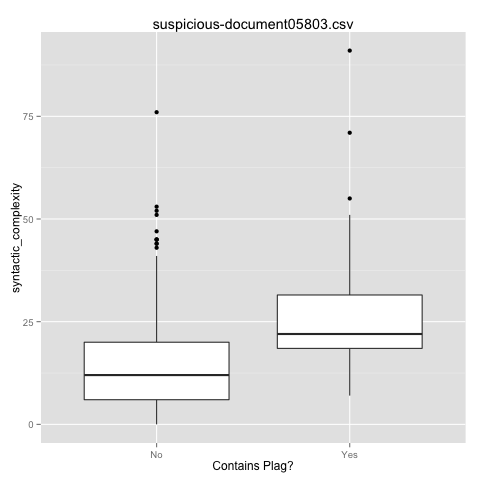 suspicious-document05803.csv
75
50
25
0
syntactic_complexity
No Yes
Contains Plag?